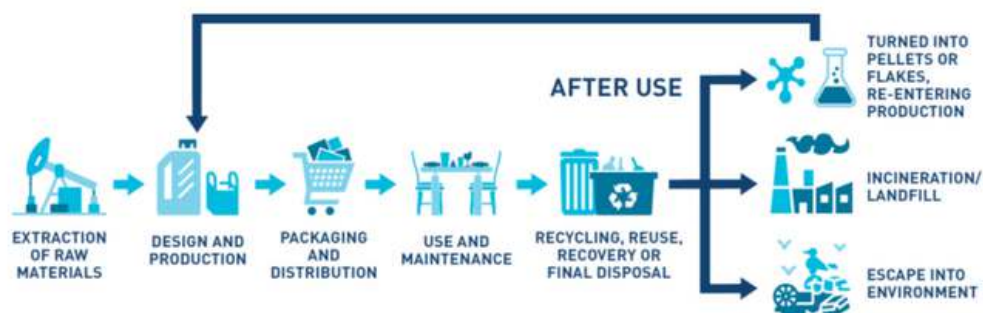 AFTER USE
TURNED INTO
PELLETS OR
FLAKES,
RE-ENTERING
PRODUCTION
INCINERATION/
LANDFILL
ESCAPE INTO
ENVIRONMENT
EXTRACTION
OF RAW
MATERIALS
DESIGN AND
PRODUCTION
PACKAGING
AND
DISTRIBUTION
USE AND
MAINTENANCE
RECYCLING, REUSE,
RECOVERY OR
FINAL DISPOSAL